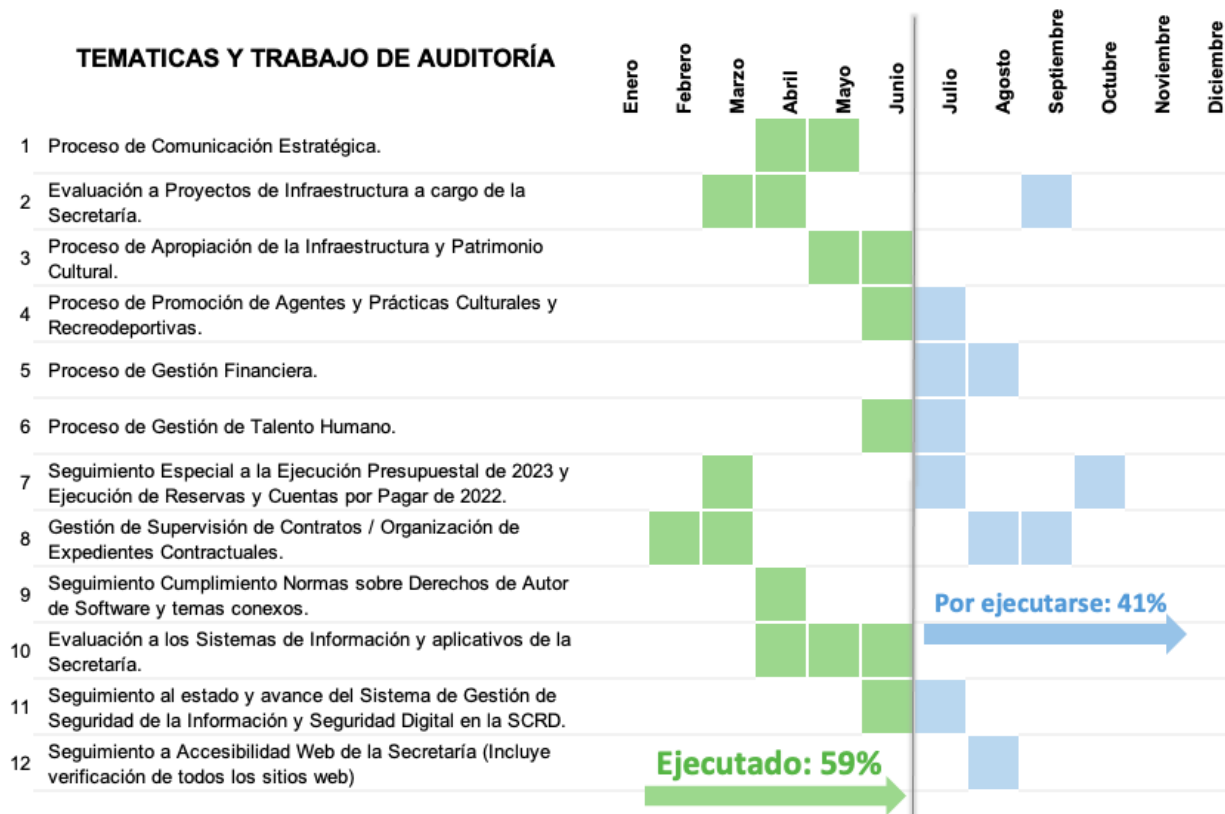 TEMATICAS Y TRABAJO DE AUDITORÍA
Enero
Febrero
Marzo
Abril
Mayo
Junio
Julio
Agosto
Septiembre
Octubre
Noviembre
Diciembre
1 Proceso de Comunicación Estratégica.
2 Evaluación a Proyectos de Infraestructura a cargo de la
Secretaría.
3 Proceso de Apropiación de la Infraestructura y Patrimonio
Cultural.
4 Proceso de Promoción de Agentes y Prácticas Culturales y
Recreodeportivas.
5 Proceso de Gestión Financiera.
6 Proceso de Gestión de Talento Humano.
7 Seguimiento Especial a la Ejecución Presupuestal de 2023 y
Ejecución de Reservas y Cuentas por Pagar de 2022.
8 Gestión de Supervisión de Contratos / Organización de
Expedientes Contractuales.
9 Seguimiento Cumplimiento Normas sobre Derechos de Autor
de Software y temas conexos.
Por ejecutarse: 41%
10 Evaluación a los Sistemas de Información y aplicativos de la
Secretaría.
11 Seguimiento al estado y avance del Sistema de Gestión de
Seguridad de la Información y Seguridad Digital en la SCRD.
12 Seguimiento a Accesibilidad Web de la Secretaría (Incluye
verificación de todos los sitios web)
Ejecutado: 59%